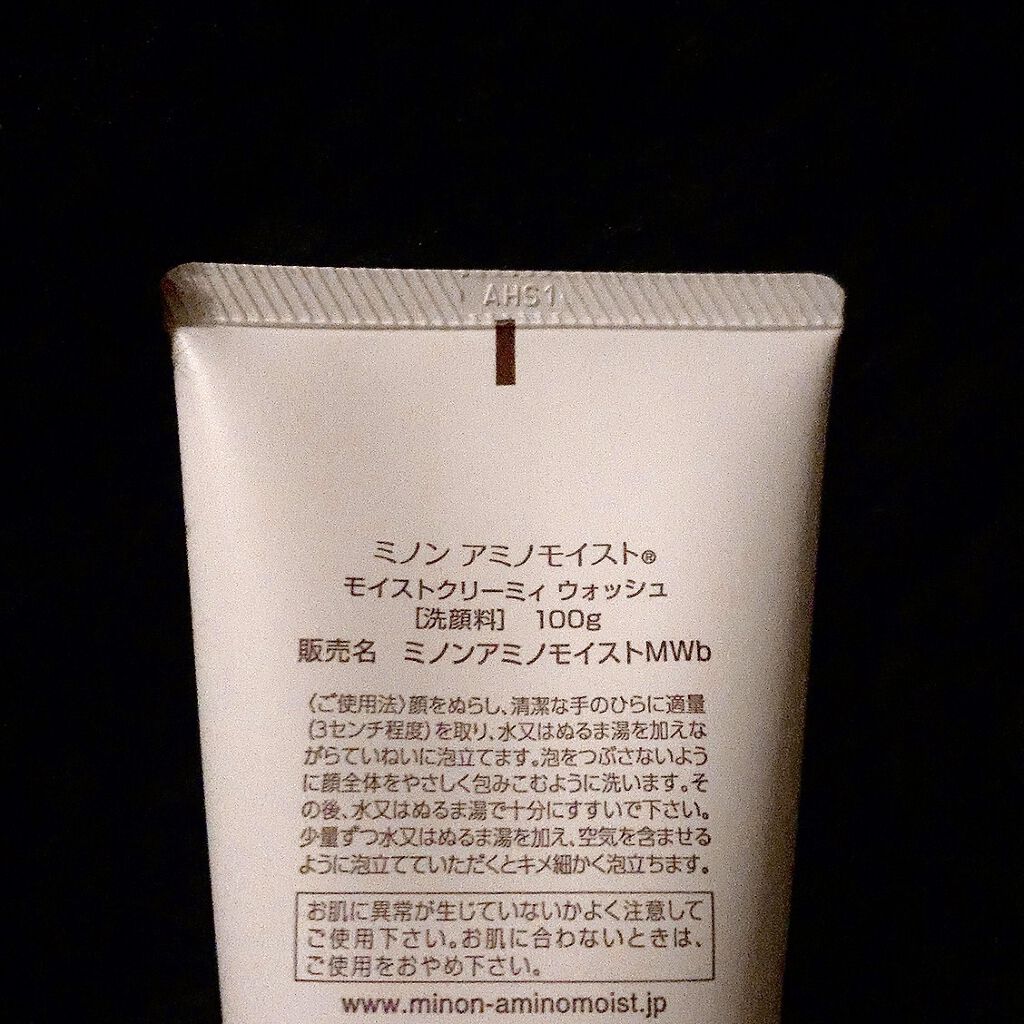 AHS1
ミノン アミノモイスト®
モイストクリーミィ ウォッシュ
[洗顔料] 100g
販売名 ミノンアミノモイストMWb
〈ご使用法〉顔をぬらし、清潔な手のひらに適量
(3センチ程度)を取り、水又はぬるま湯を加えな
がらていねいに泡立てます。泡をつぶさないよう
に顔全体をやさしく包みこむように洗います。そ
の後、水又はぬるま湯で十分にすすいで下さい。
少量ずつ水又はぬるま湯を加え、空気を含ませる
ように泡立てていただくとキメ細かく泡立ちます。
お肌に異常が生じていないかよく注意して
ご使用下さい。お肌に合わないときは、
ご使用をおやめ下さい。
www.minon-aminomoist.jp